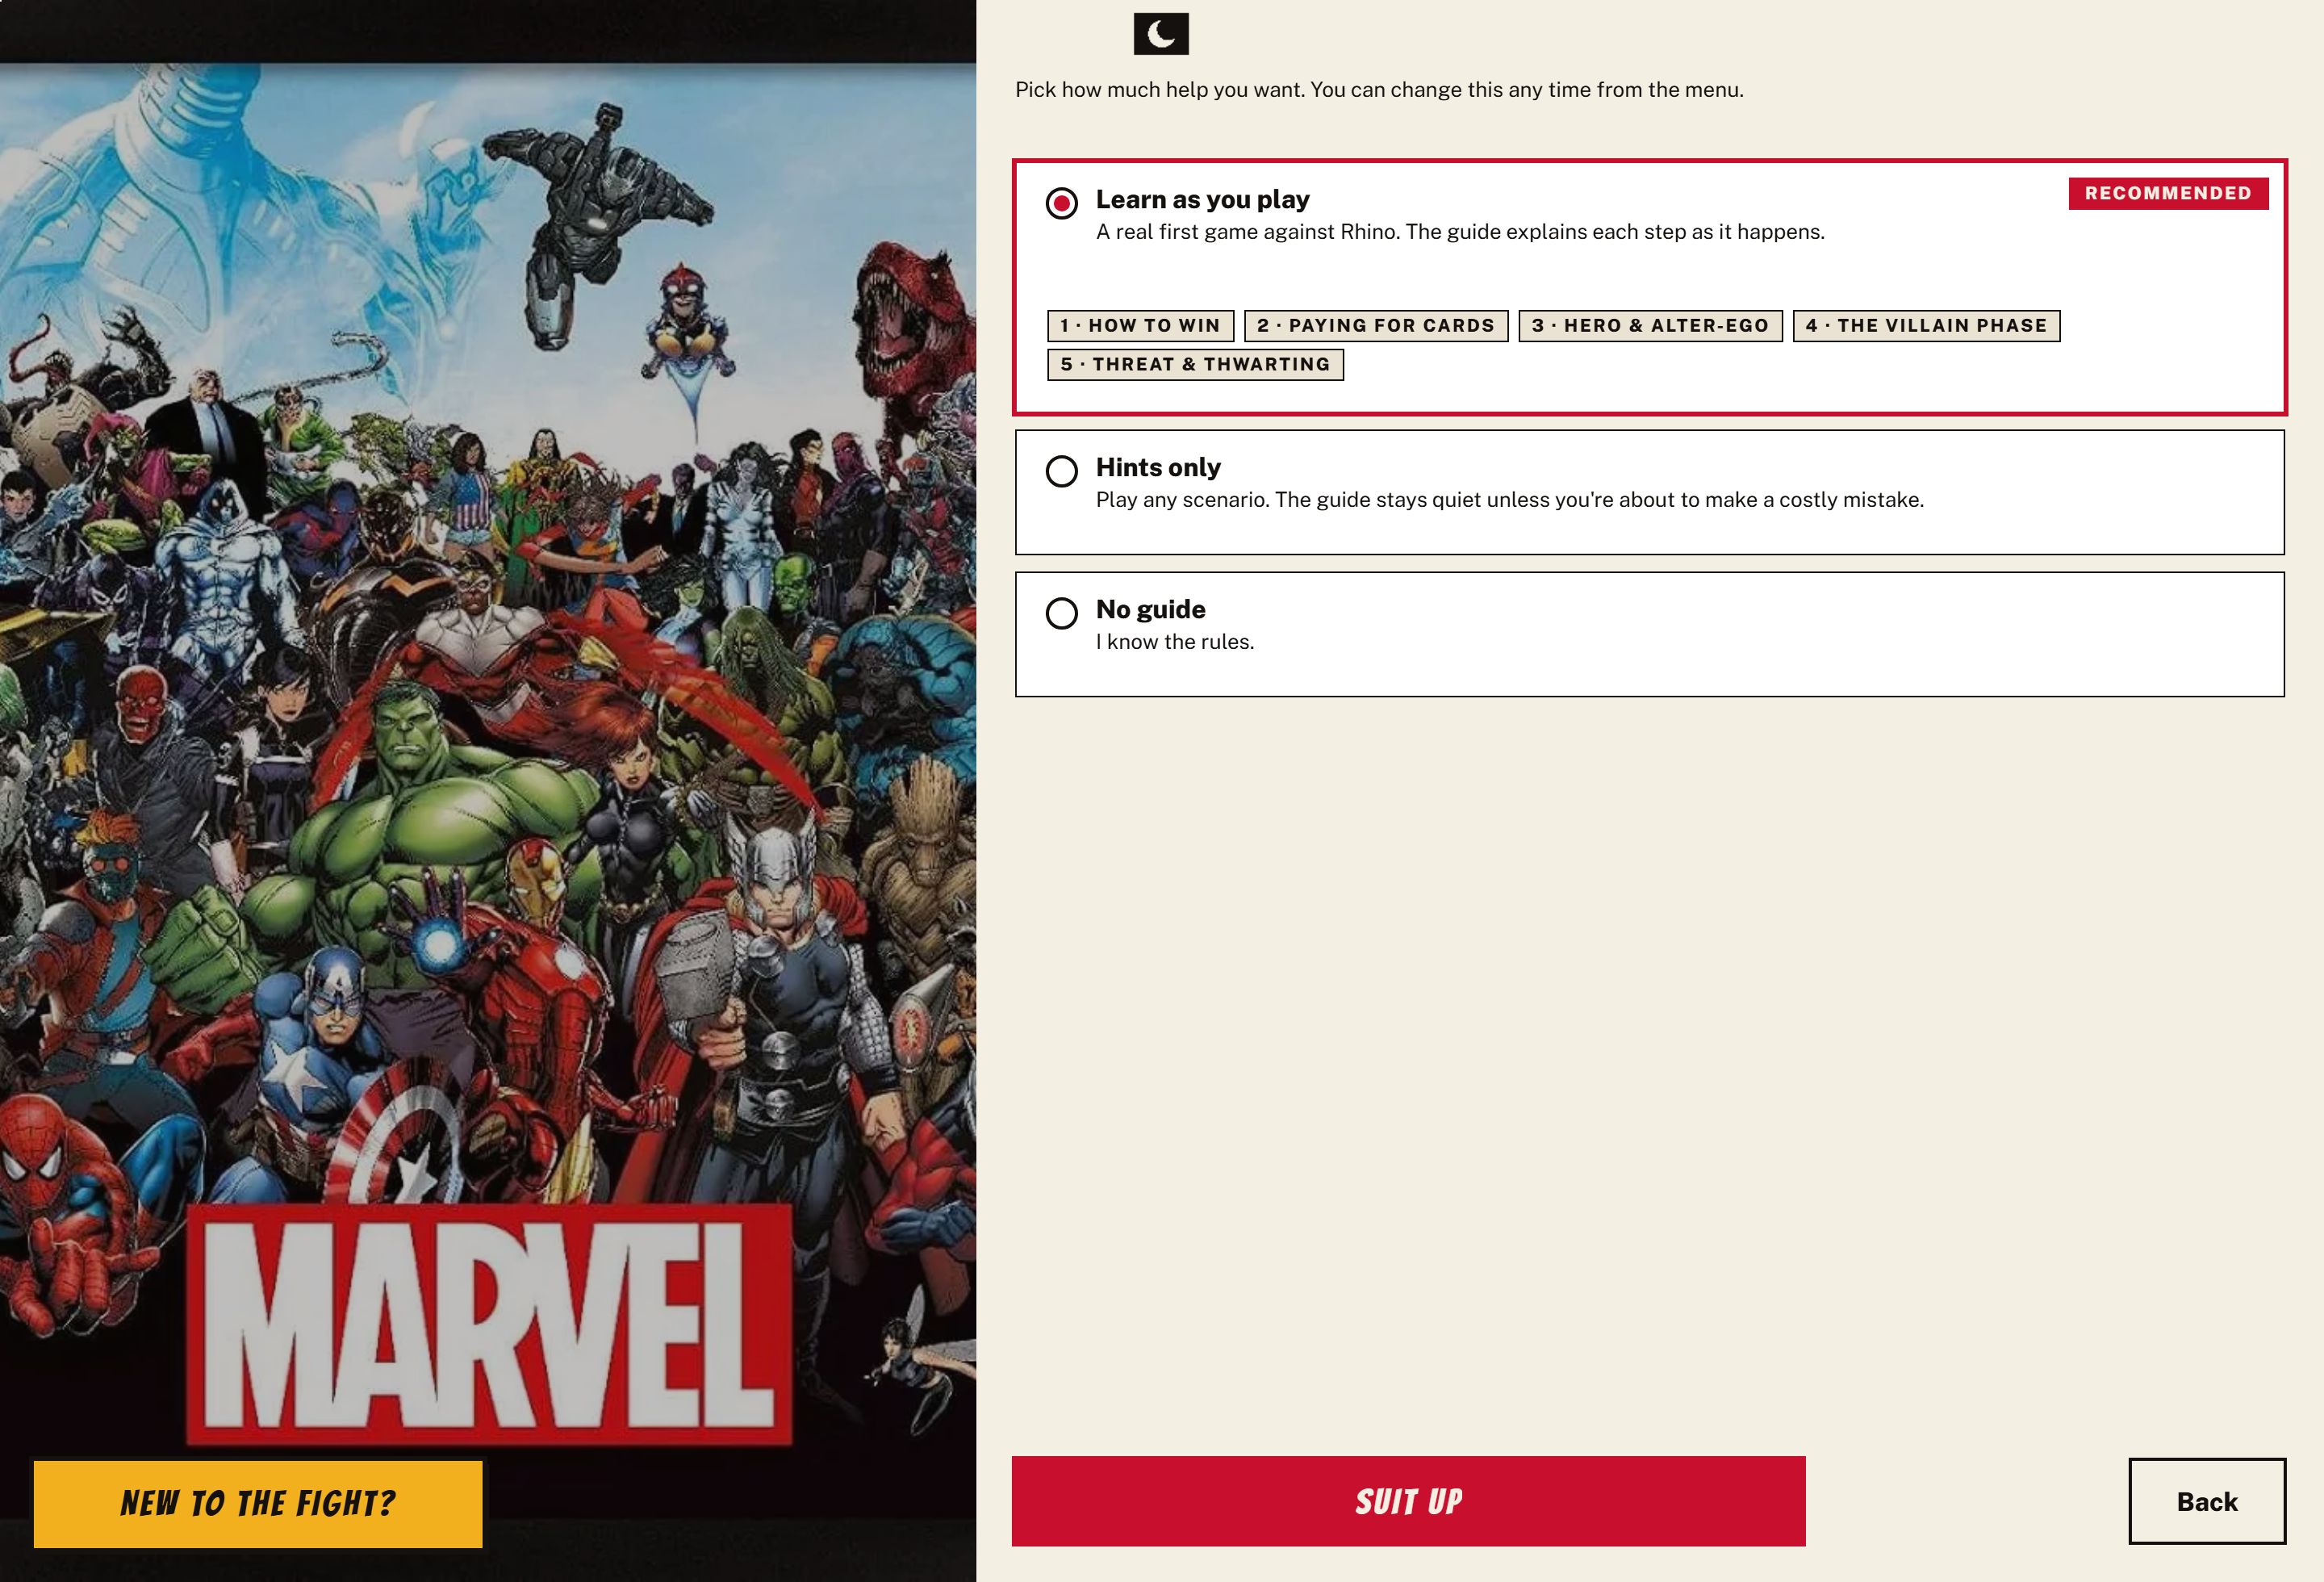 Pick how much help you want. You can change this any time from the menu.
Learn as you play
RECOMMENDED
A real first game against Rhino. The guide explains each step as it happens.
1 · HOW TO WIN
2 · PAYING FOR CARDS
3 · HERO & ALTER-EGO
4 · THE VILLAIN PHASE
5 · THREAT & THWARTING
Hints only
Play any scenario. The guide stays quiet unless you're about to make a costly mistake.
No guide
I know the rules.
MARVEL
NEW TO THE FIGHT?
SUIT UP
Back